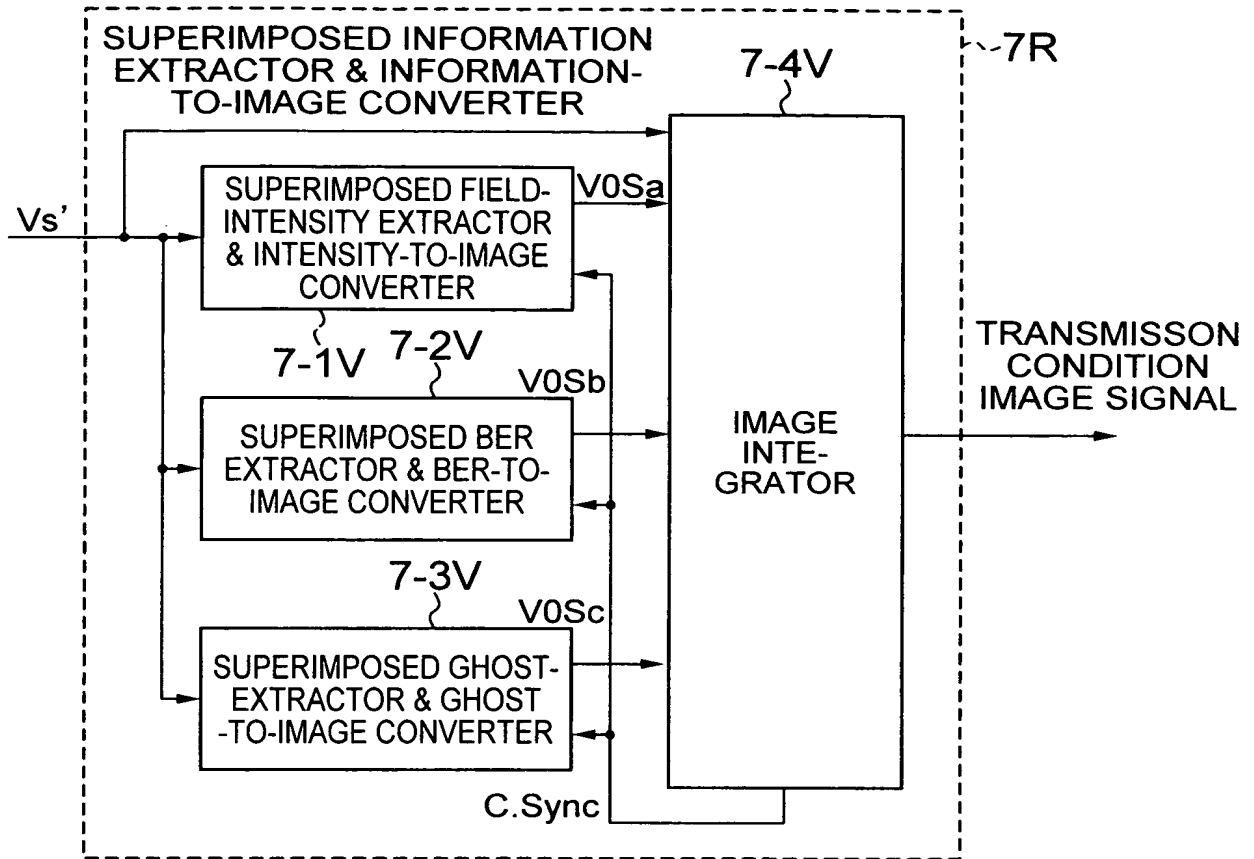 SUPERIMPOSED INFORMATION
EXTRACTOR & INFORMATION-
TO-IMAGE CONVERTER
7R
7-4V
Vs'
SUPERIMPOSED FIELD-
INTENSITY EXTRACTOR
& INTENSITY-TO-IMAGE
CONVERTER
V0Sa
7-1V
7-2V
V0Sb
SUPERIMPOSED BER
EXTRACTOR & BER-TO-
IMAGE CONVERTER
IMAGE
INTE-
GRATOR
TRANSMISSON
CONDITION
IMAGE SIGNAL
7-3V
V0Sc
SUPERIMPOSED GHOST-
EXTRACTOR & GHOST
-TO-IMAGE CONVERTER
C.Sync